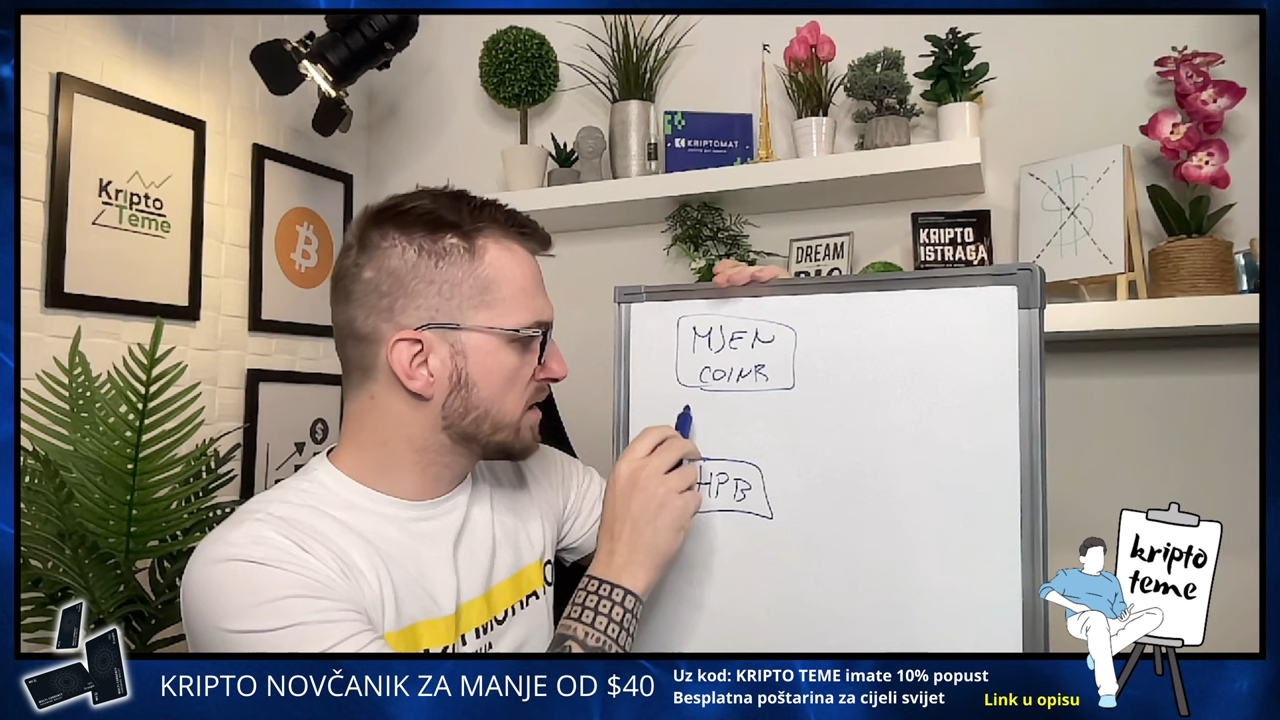 Kripto
Teme
KRIPTOMAT
DREAM
BIG
KRIPTO
ISTRAGA
MJEN
COINR
HPB
kripto
teme
KRIPTO NOVČANIK ZA MANJE OD $40
Uz kod: KRIPTO TEME imate 10% popust
Besplatna poštarina za cijeli svijet
Link u opisu